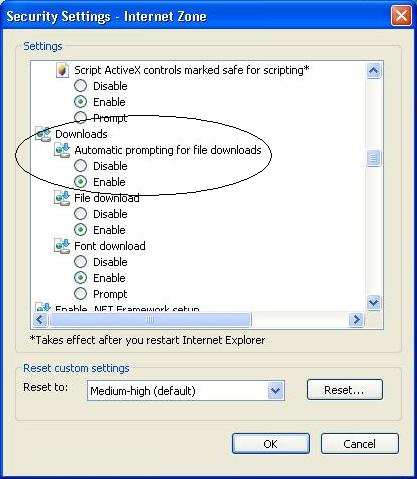 Security Settings - Internet Zone
Settings
Script ActiveX controls marked safe for scripting*
Disable
Enable
Prompt
Downloads
Automatic prompting for file downloads
Disable
Enable
File download
Disable
Enable
Font download
Disable
Enable
Prompt
Enable .NET Framework setup
*Takes effect after you restart Internet Explorer
Reset custom settings
Reset to:
Medium-high (default)
Reset...
OK
Cancel